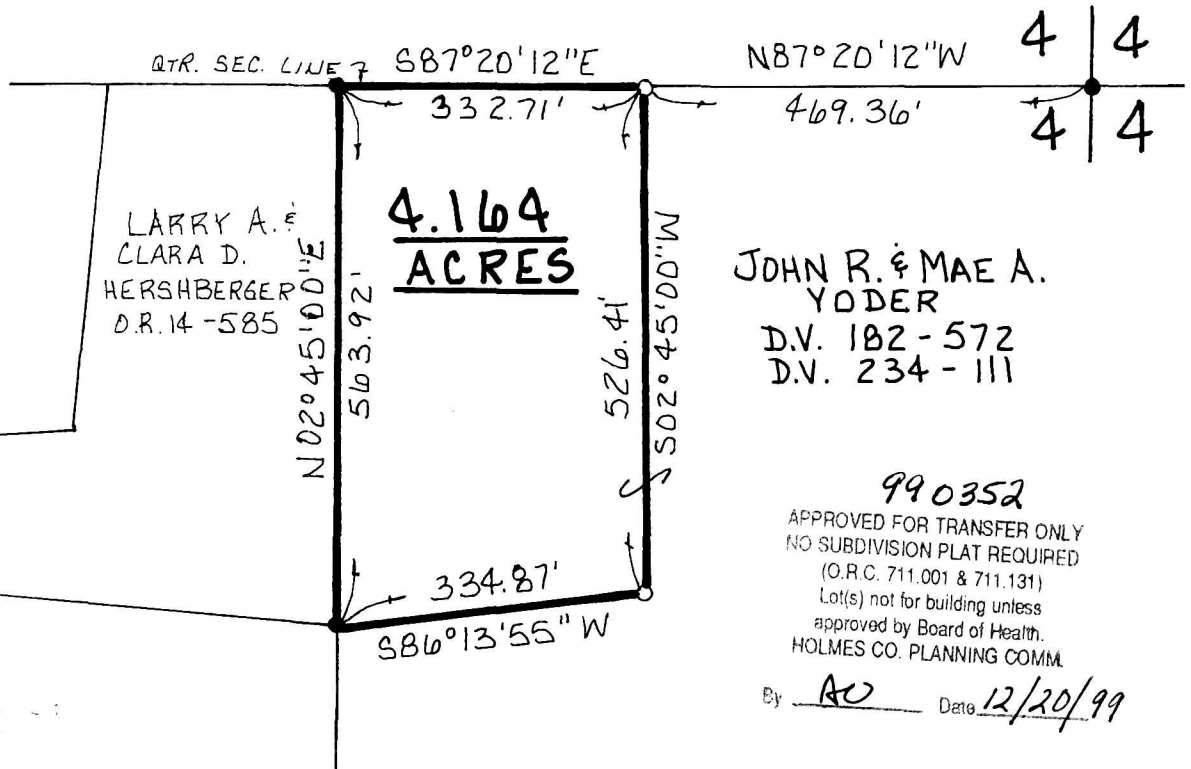 QTR. SEC. LINE
S87°20'12"E
N87°20'12"W
4 4
332.71'
469.36'
4 4
LARRY A. &
CLARA D.
HERSHBERGER
O.R. 14-585
4.164
ACRES
N02°45'00"E
563.92'
526.41'
S02°45'00"W
JOHN R. & MAE A.
YODER
D.V. 182-572
D.V. 234-111
334.87'
S86°13'55"W
990352
APPROVED FOR TRANSFER ONLY
NO SUBDIVISION PLAT REQUIRED
(O.R.C. 711.001 & 711.131)
Lot(s) not for building unless
approved by Board of Health.
HOLMES CO. PLANNING COMM.
By AO Date 12/20/99